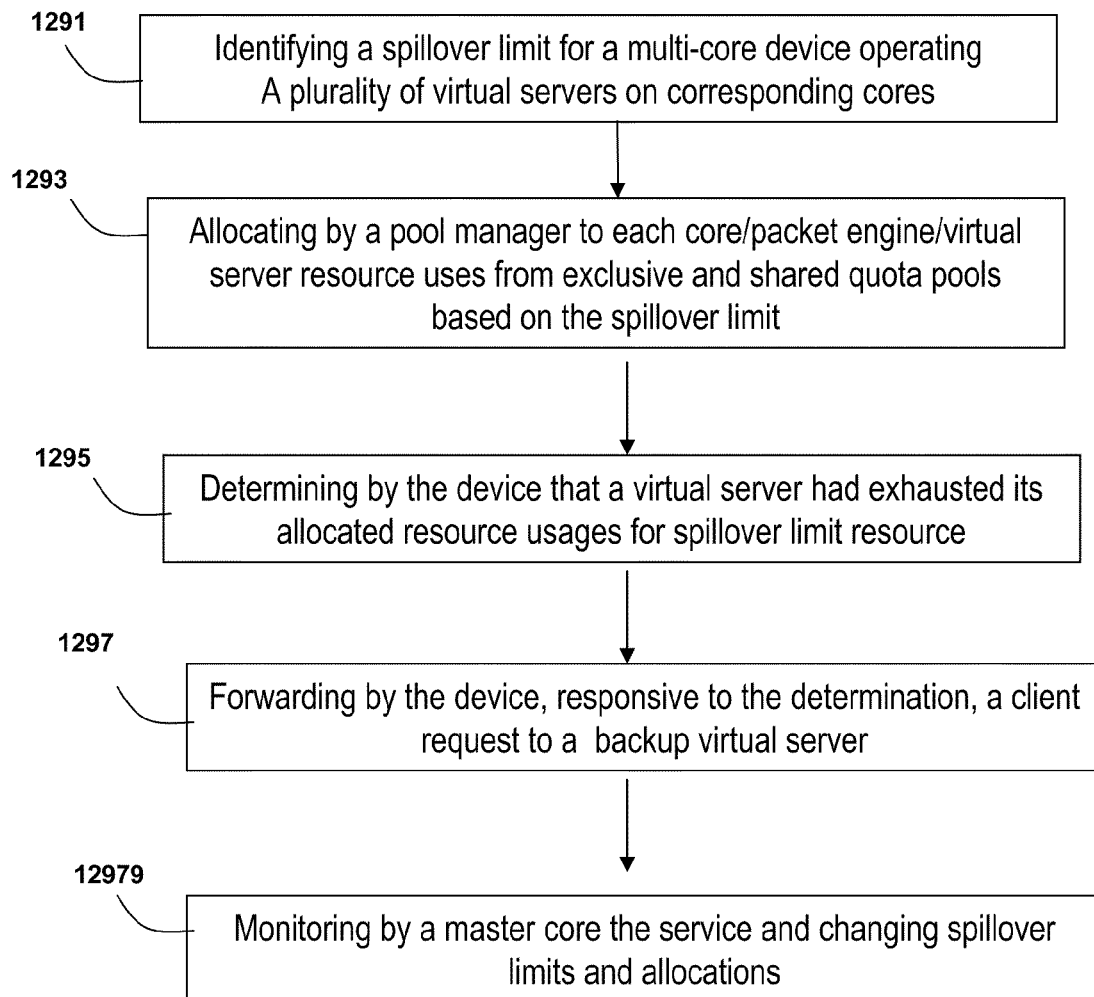 1291
Identifying a spillover limit for a multi-core device operating
A plurality of virtual servers on corresponding cores
1293
Allocating by a pool manager to each core/packet engine/virtual
server resource uses from exclusive and shared quota pools
based on the spillover limit
1295
Determining by the device that a virtual server had exhausted its
allocated resource usages for spillover limit resource
1297
Forwarding by the device, responsive to the determination, a client
request to a backup virtual server
12979
Monitoring by a master core the service and changing spillover
limits and allocations